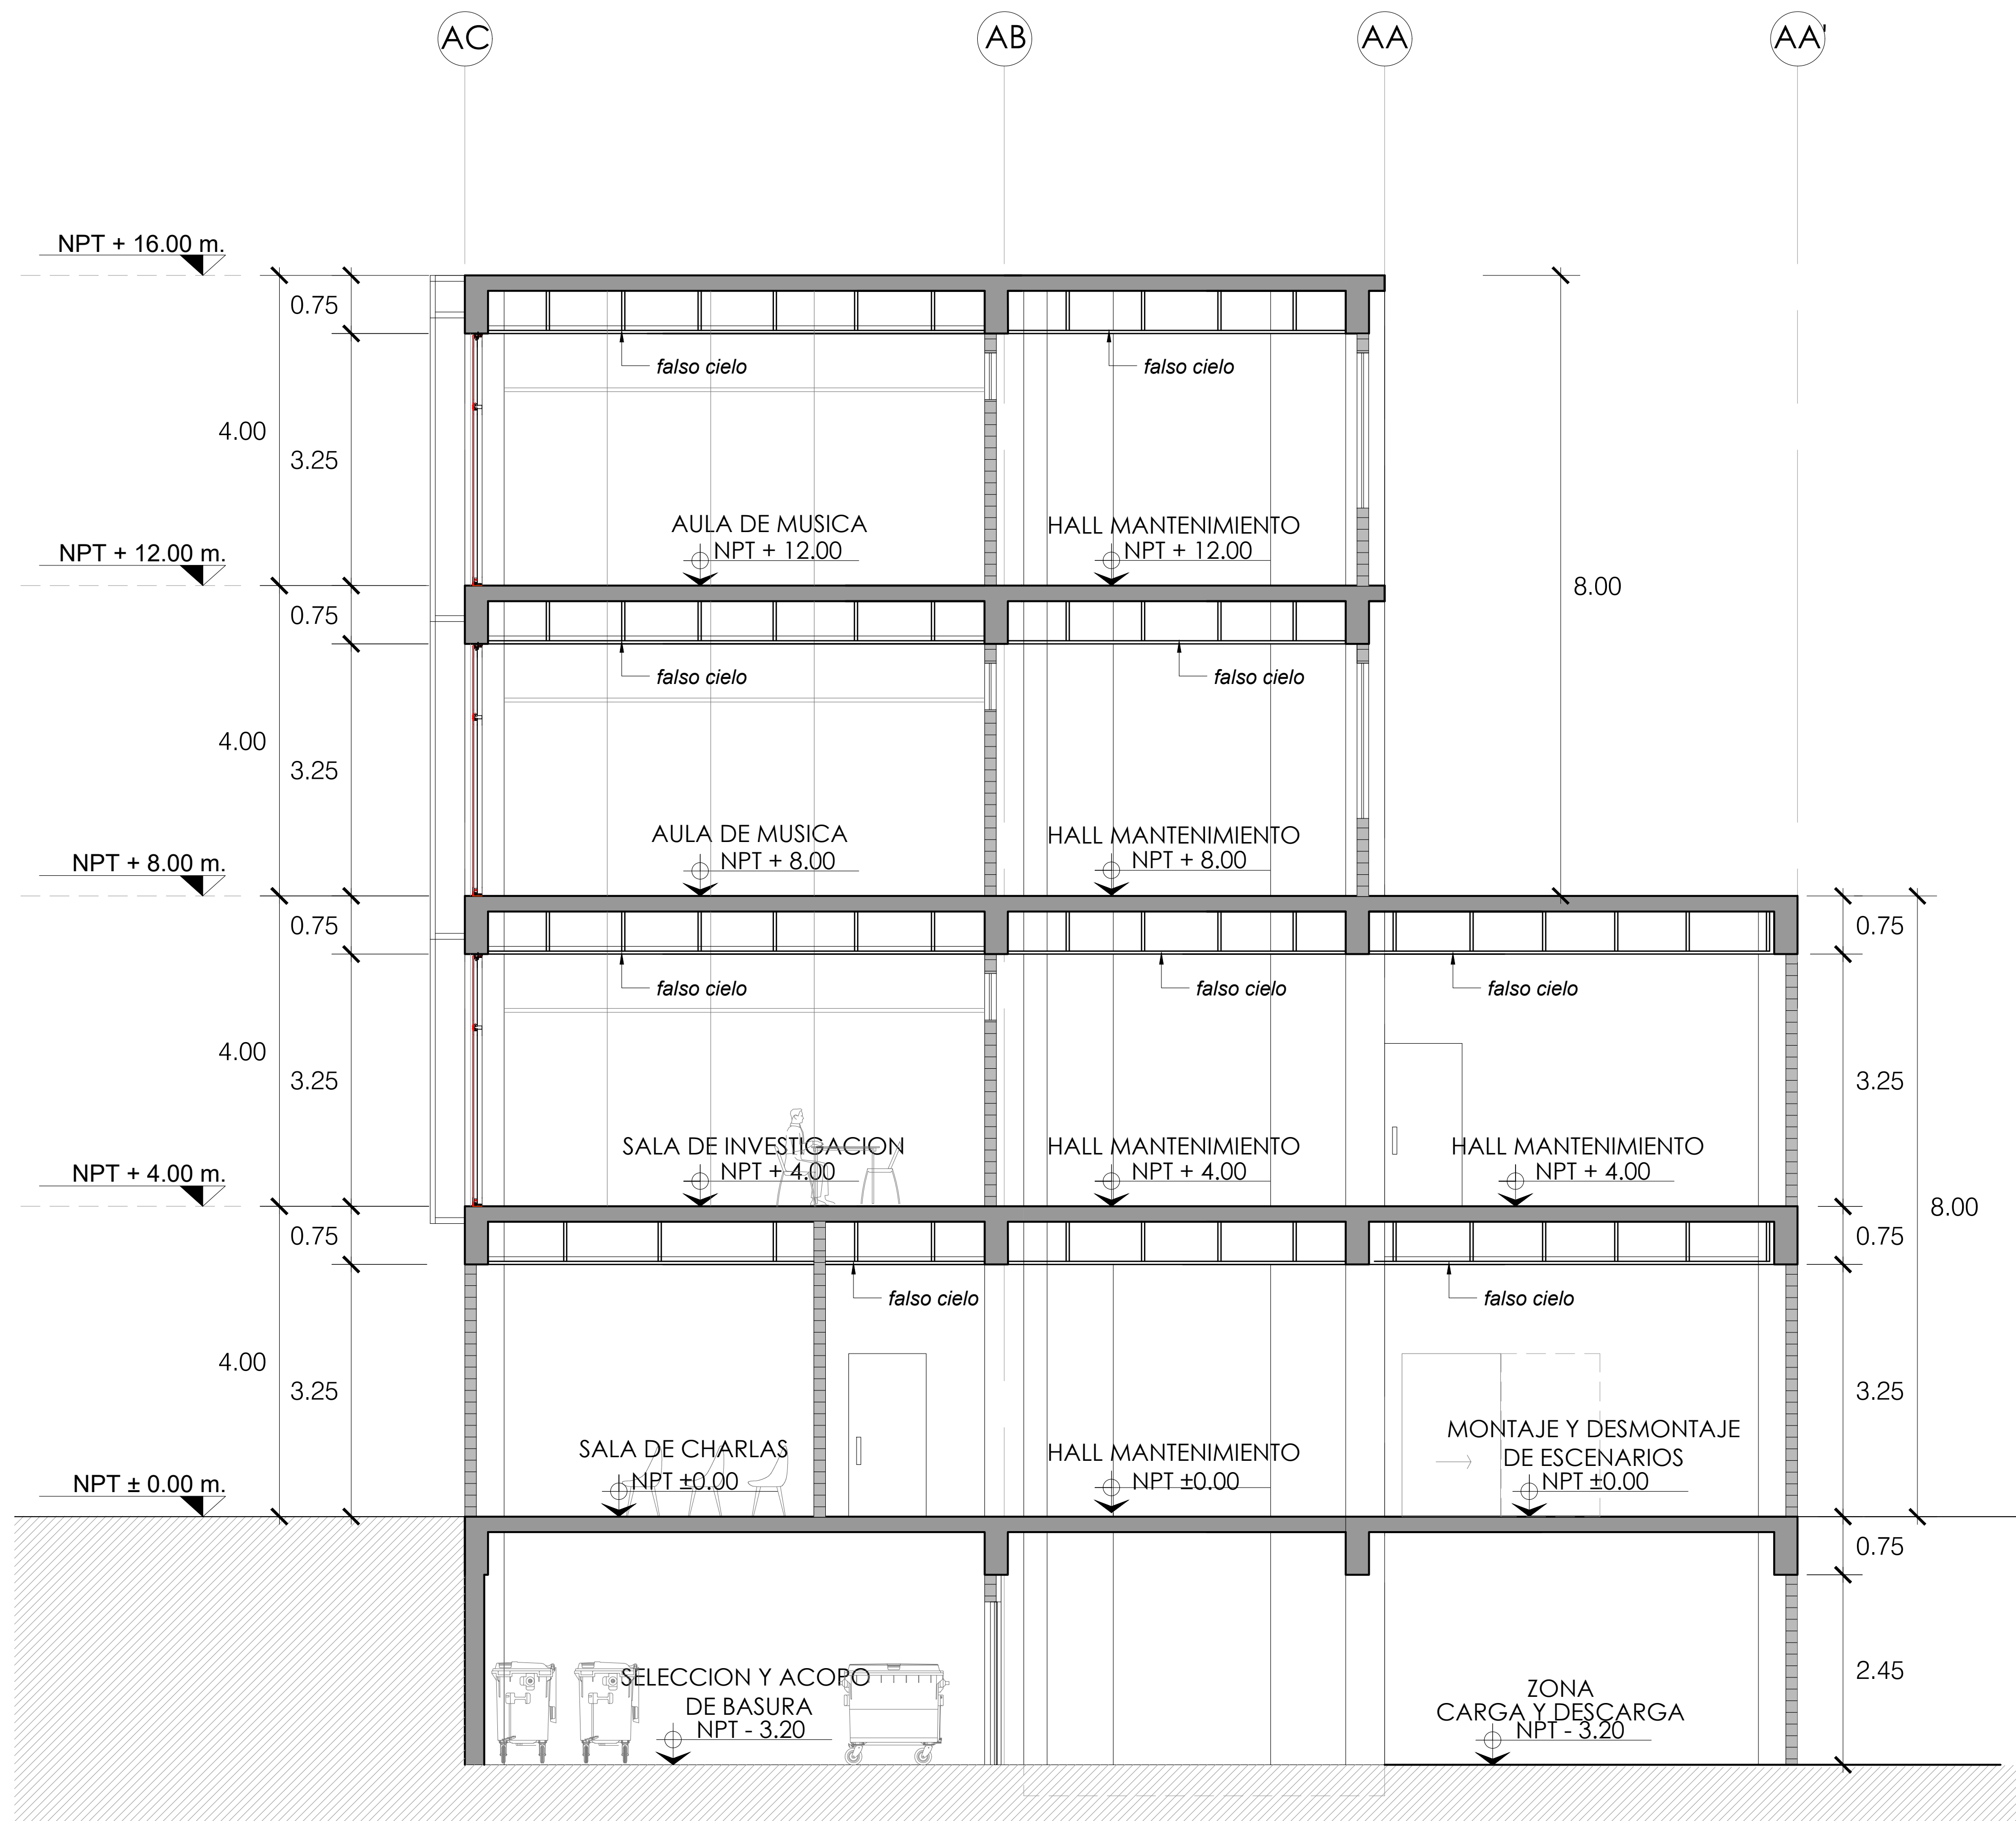 AC
AB
AA
AA'
NPT + 16.00 m.
0.75
falso cielo
falso cielo
4.00
3.25
AULA DE MUSICA
NPT + 12.00
HALL MANTENIMIENTO
NPT + 12.00
NPT + 12.00 m.
8.00
0.75
falso cielo
falso cielo
4.00
3.25
AULA DE MUSICA
NPT + 8.00
HALL MANTENIMIENTO
NPT + 8.00
NPT + 8.00 m.
0.75
0.75
falso cielo
falso cielo
falso cielo
4.00
3.25
3.25
SALA DE INVESTIGACION
NPT + 4.00
HALL MANTENIMIENTO
NPT + 4.00
HALL MANTENIMIENTO
NPT + 4.00
NPT + 4.00 m.
8.00
0.75
0.75
falso cielo
falso cielo
4.00
3.25
3.25
SALA DE CHARLAS
NPT ±0.00
HALL MANTENIMIENTO
NPT ±0.00
MONTAJE Y DESMONTAJE
DE ESCENARIOS
NPT ±0.00
NPT ± 0.00 m.
0.75
2.45
SELECCION Y ACOPO
DE BASURA
NPT - 3.20
ZONA
CARGA Y DESCARGA
NPT - 3.20